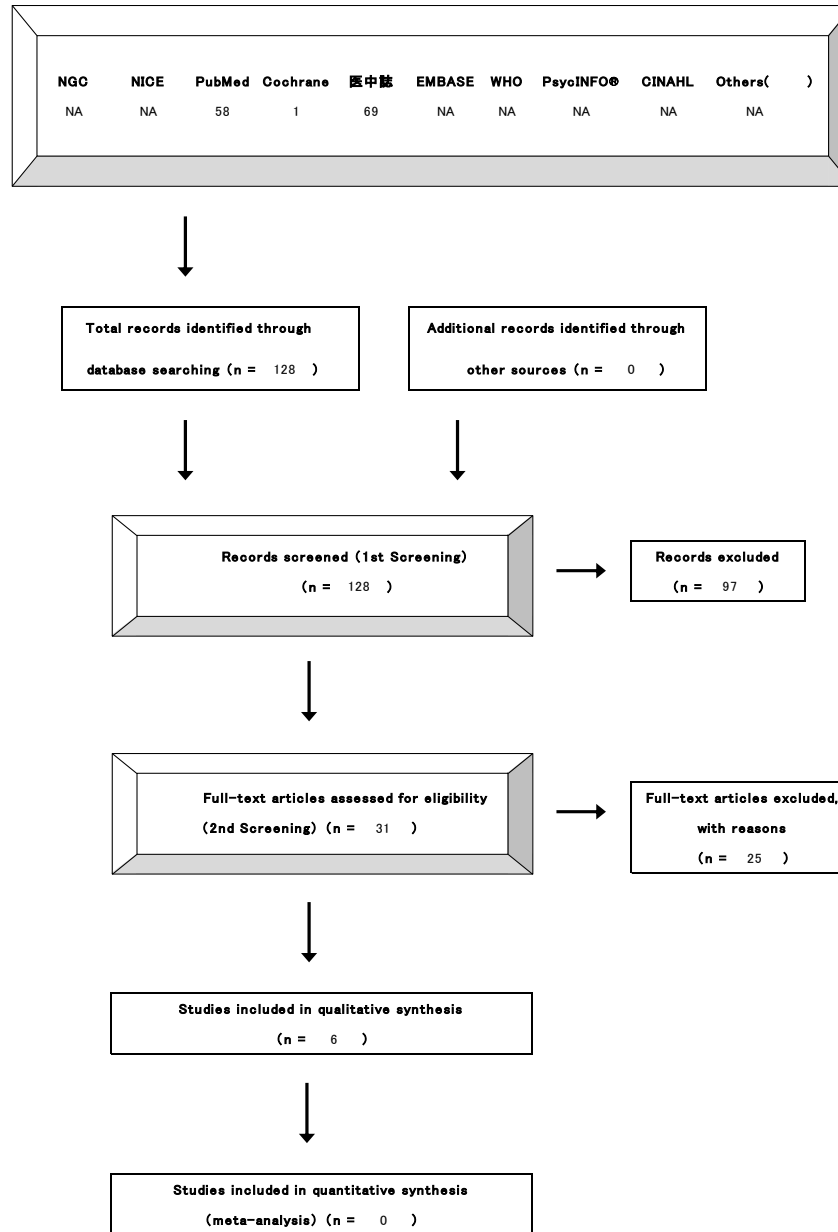 NGC NICE PubMed Cochrane 医中誌 EMBASE WHO PsycINFO® CINAHL Others( )
NA NA 58 1 69 NA NA NA NA NA
Total records identified through
database searching (n = 128 )
Additional records identified through
other sources (n = 0 )
Records screened (1st Screening)
(n = 128 )
Records excluded
(n = 97 )
Full-text articles assessed for eligibility
(2nd Screening) (n = 31 )
Full-text articles excluded,
with reasons
(n = 25 )
Studies included in qualitative synthesis
(n = 6 )
Studies included in quantitative synthesis
(meta-analysis) (n = 0 )